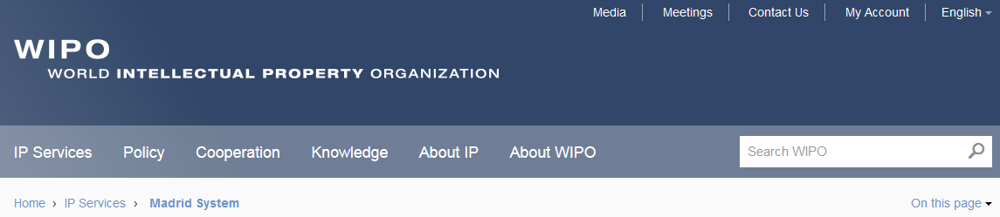 Media Meetings Contact Us My Account English
WIPO
WORLD INTELLECTUAL PROPERTY ORGANIZATION
IP Services Policy Cooperation Knowledge About IP About WIPO Search WIPO
Home › IP Services › Madrid System On this page